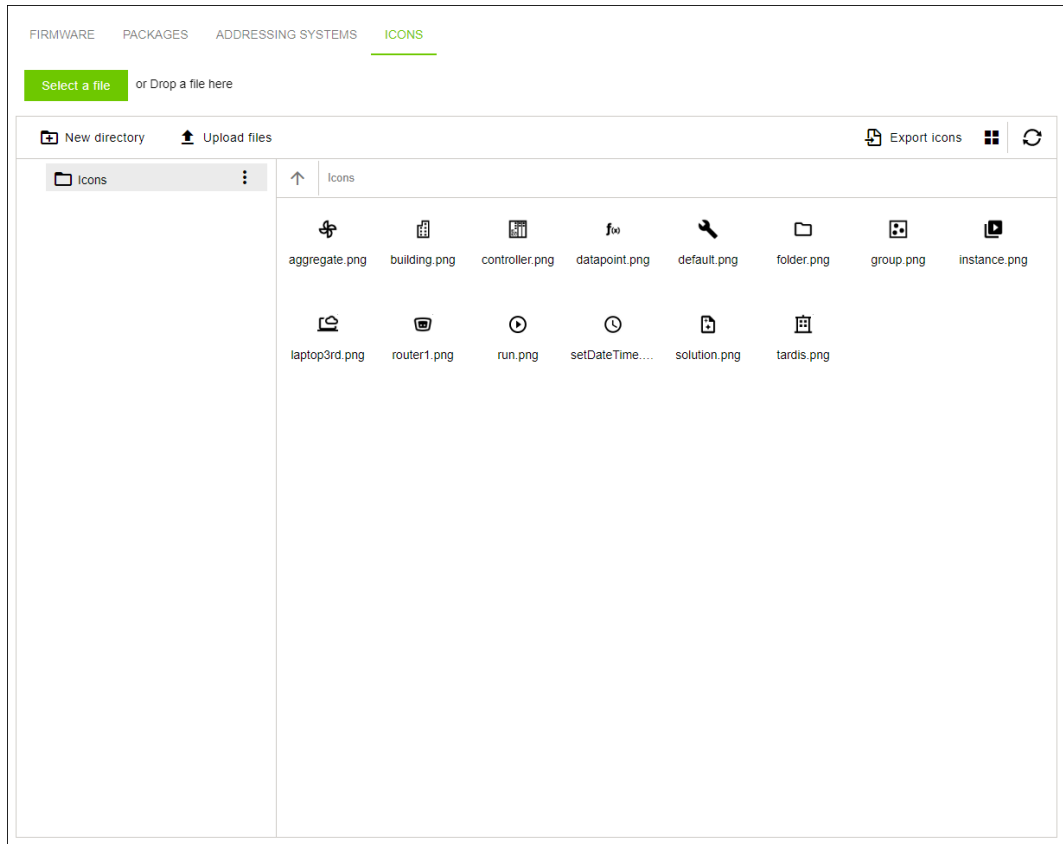 FIRMWARE PACKAGES ADDRESSING SYSTEMS ICONS
Select a file or Drop a file here
New directory Upload files Export icons
Icons Icons
f(x)
aggregate.png building.png controller.png datapoint.png default.png folder.png group.png instance.png
laptop3rd.png router1.png run.png setDateTime.... solution.png tardis.png